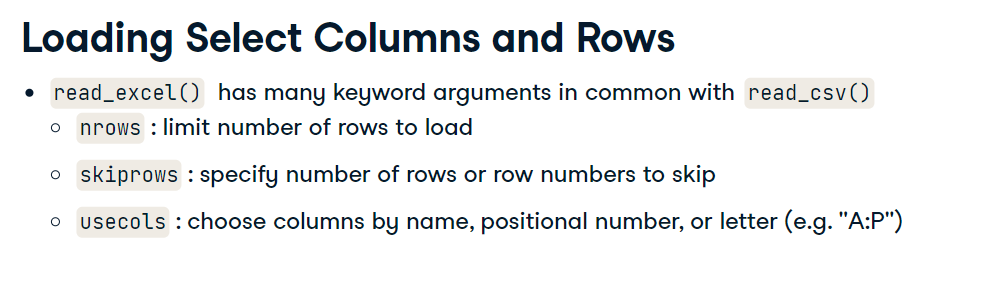 Loading Select Columns and Rows
• read_excel() has many keyword arguments in common with read_csv()
○ nrows : limit number of rows to load
○ skiprows : specify number of rows or row numbers to skip
○ usecols : choose columns by name, positional number, or letter (e.g. "A:P")